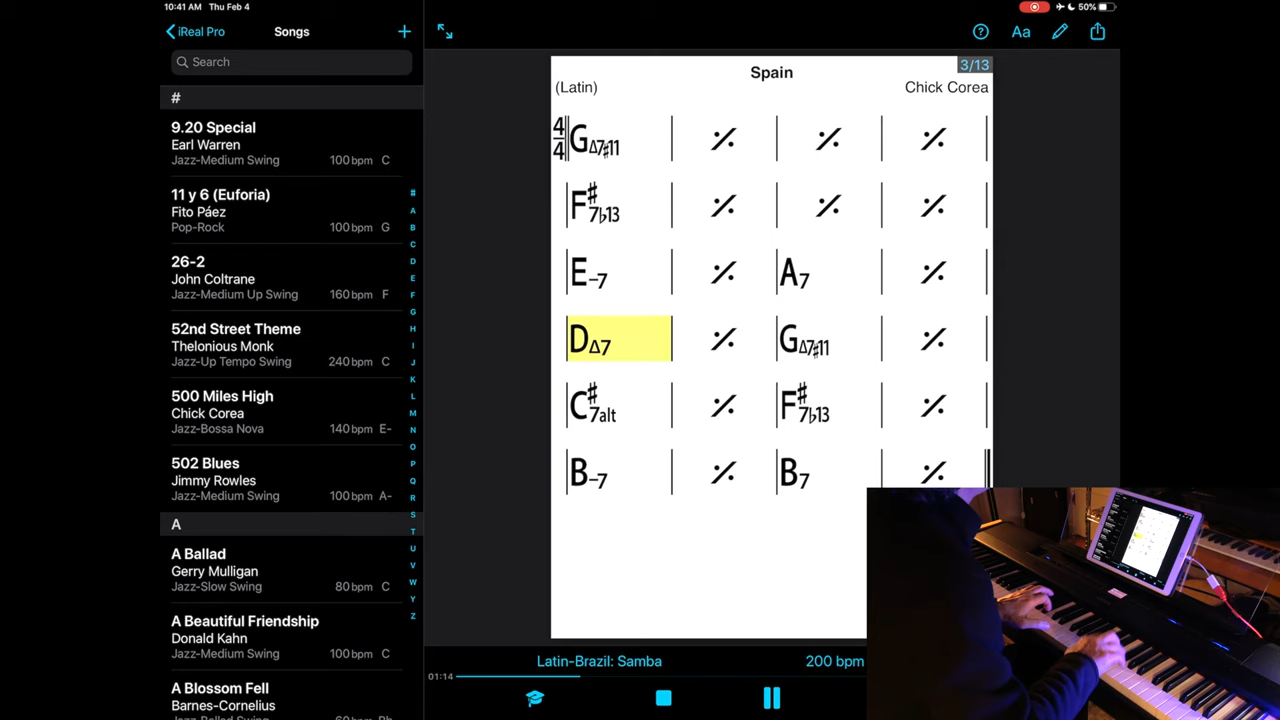 10:41 AM Thu Feb 4
50%
iReal Pro
Songs
+
Aa
Search
#
9.20 Special
Earl Warren
Jazz-Medium Swing 100 bpm C
11 y 6 (Euforia)
Fito Páez
Pop-Rock 100 bpm G
26-2
John Coltrane
Jazz-Medium Up Swing 160 bpm F
52nd Street Theme
Thelonious Monk
Jazz-Up Tempo Swing 240 bpm C
500 Miles High
Chick Corea
Jazz-Bossa Nova 140 bpm E-
502 Blues
Jimmy Rowles
Jazz-Medium Swing 100 bpm A-
A
A Ballad
Gerry Mulligan
Jazz-Slow Swing 80 bpm C
A Beautiful Friendship
Donald Kahn
Jazz-Medium Swing 100 bpm C
A Blossom Fell
Barnes-Cornelius
#
A
B
C
D
E
F
G
H
I
J
K
L
M
N
O
P
Q
R
S
T
U
V
W
Y
Z
3/13
Spain
(Latin) Chick Corea
4/4 GΔ7♯11 𝄎 𝄎 𝄎
F♯7♭13 𝄎 𝄎 𝄎
E–7 𝄎 A7 𝄎
DΔ7 𝄎 GΔ7♯11 𝄎
C♯7alt 𝄎 F♯7♭13 𝄎
B–7 𝄎 B7 𝄎
Latin-Brazil: Samba 200 bpm
01:14